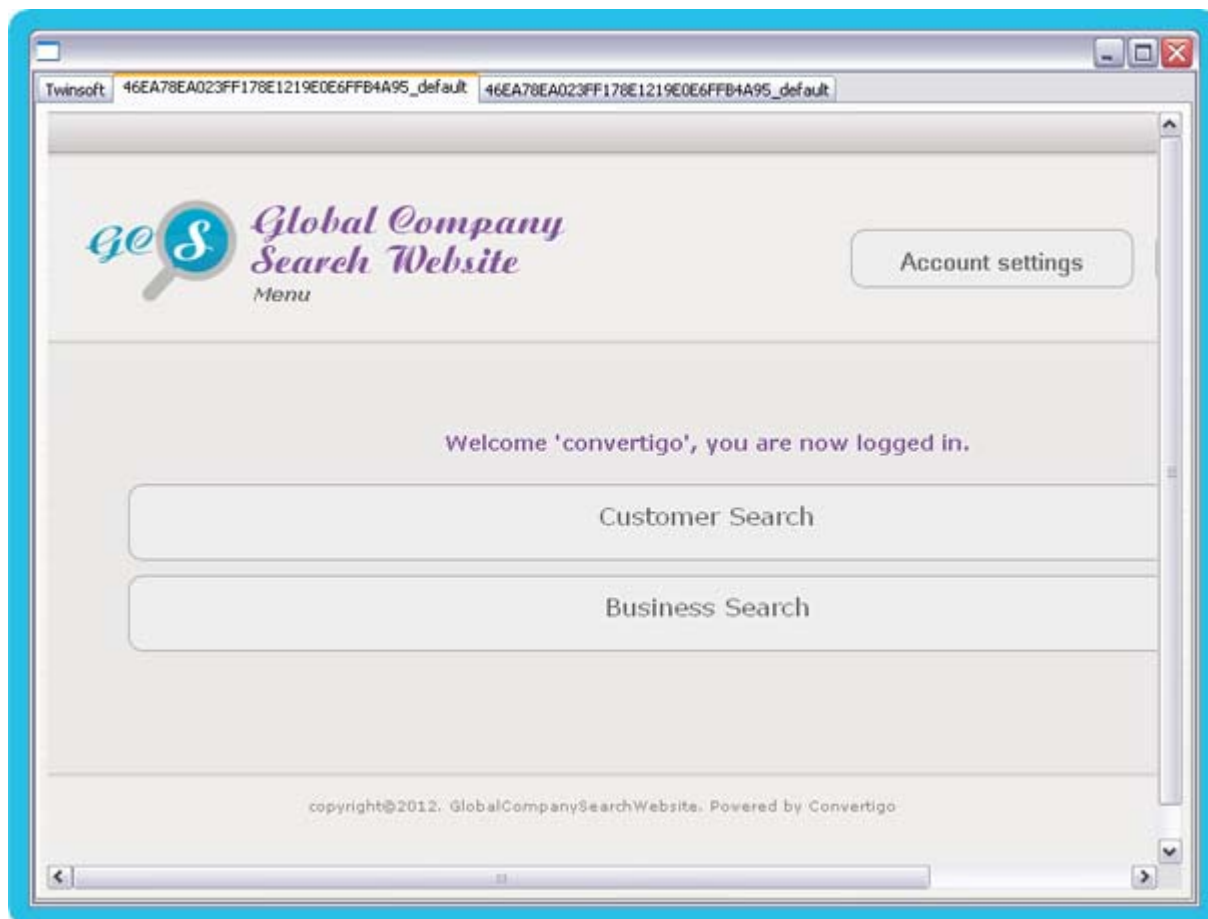 Twinsoft 46EA78EA023FF178E1219E0E6FFB4A95_default 46EA78EA023FF178E1219E0E6FFB4A95_default
GCS
Global Company
Search Website
Menu
Account settings
Welcome 'convertigo', you are now logged in.
Customer Search
Business Search
copyright@2012. GlobalCompanySearchWebsite. Powered by Convertigo